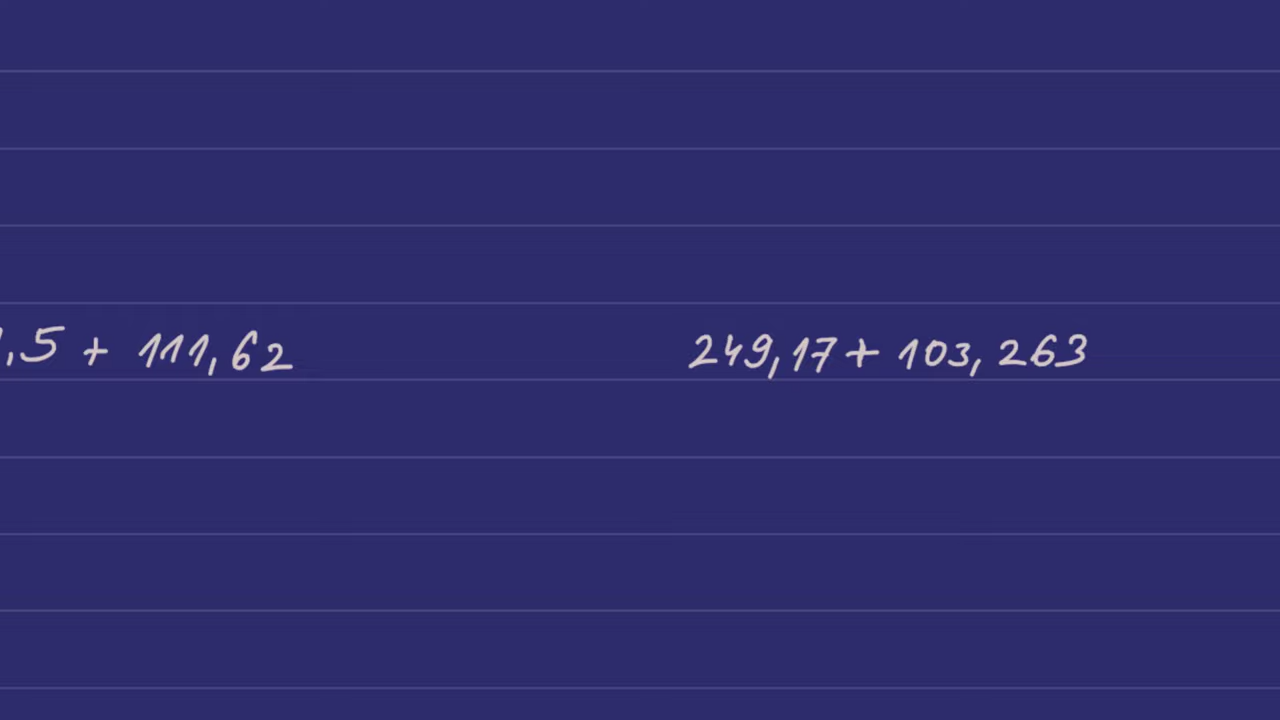 ,5 + 111,62
249,17 + 103,263